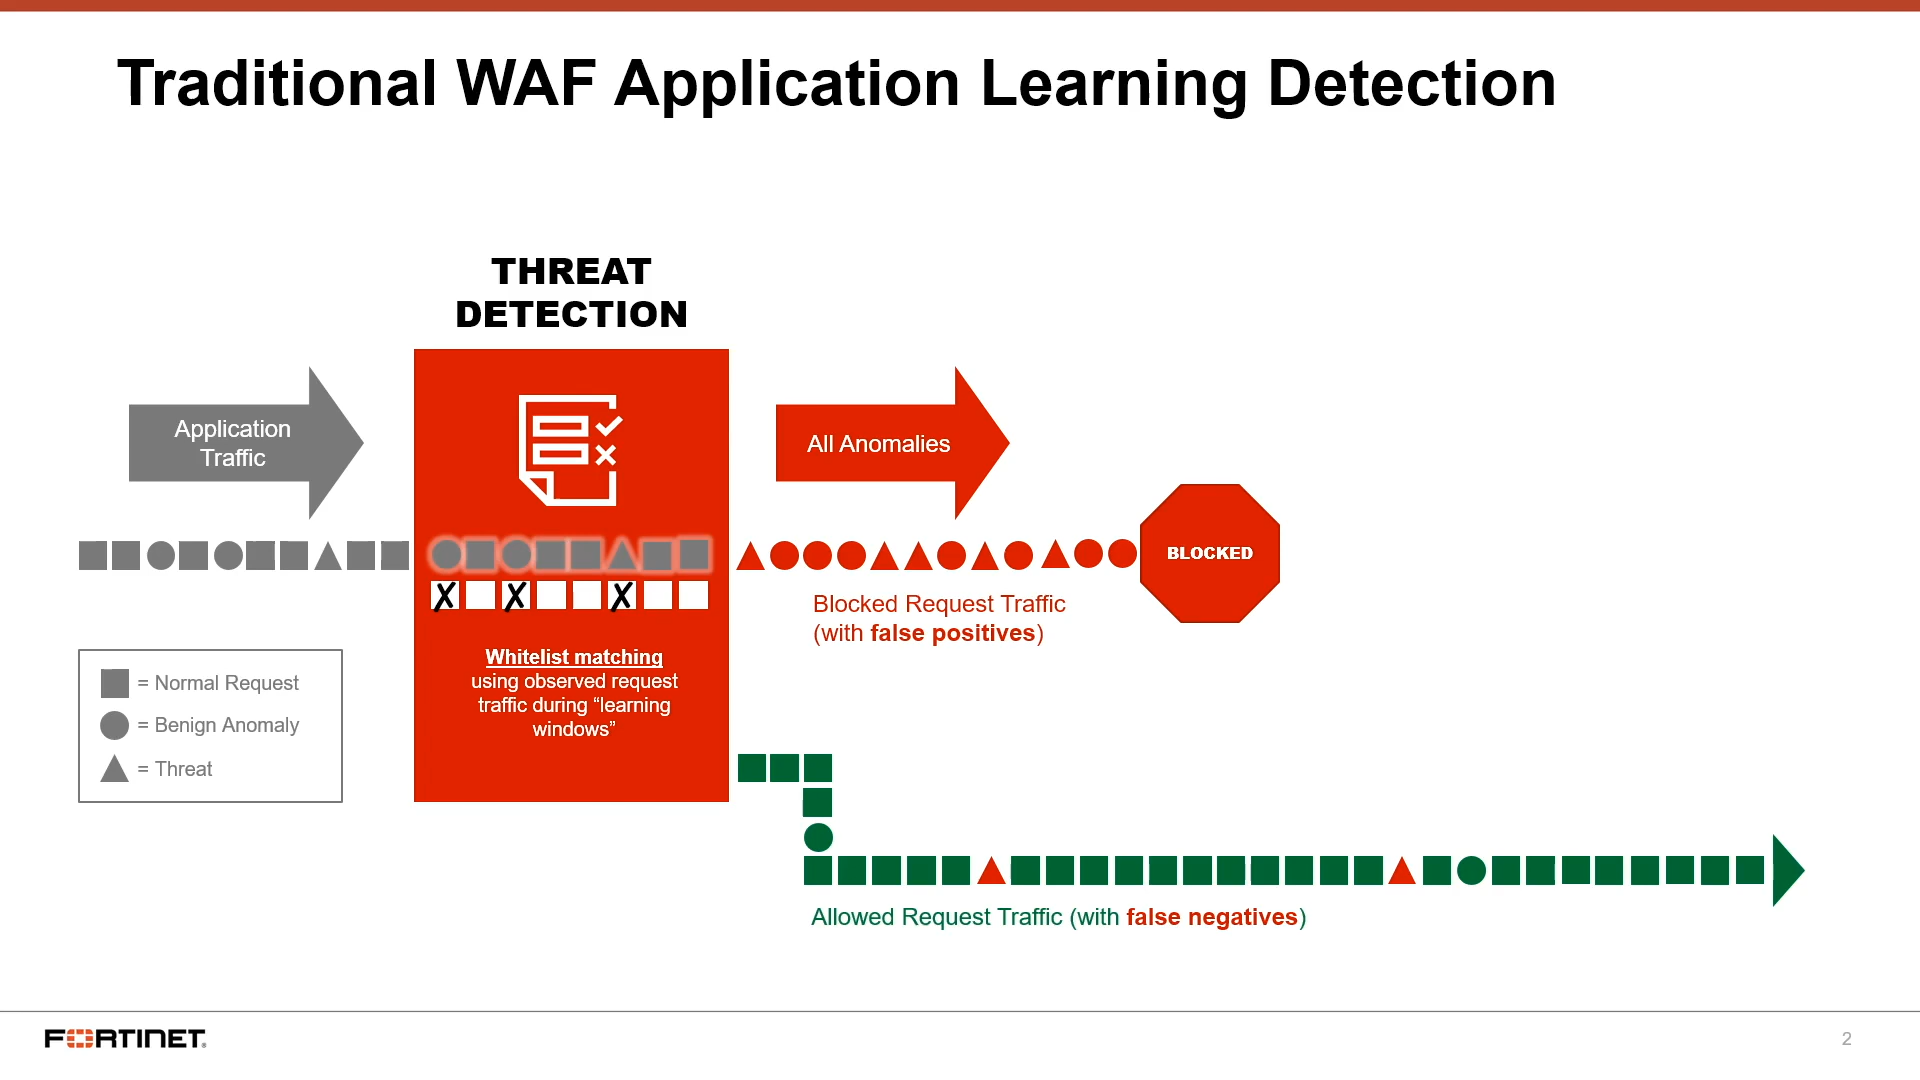 Traditional WAF Application Learning Detection
THREAT
DETECTION
Application
Traffic
All Anomalies
BLOCKED
Blocked Request Traffic
(with false positives)
Whitelist matching
using observed request
traffic during “learning
windows”
= Normal Request
= Benign Anomaly
= Threat
Allowed Request Traffic (with false negatives)
FORTINET®
2